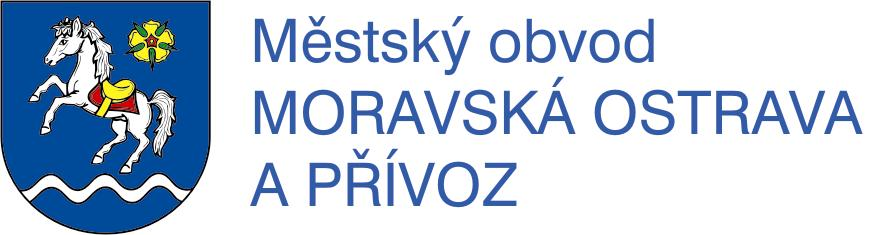 Městský obvod
MORAVSKÁ OSTRAVA
A PŘÍVOZ